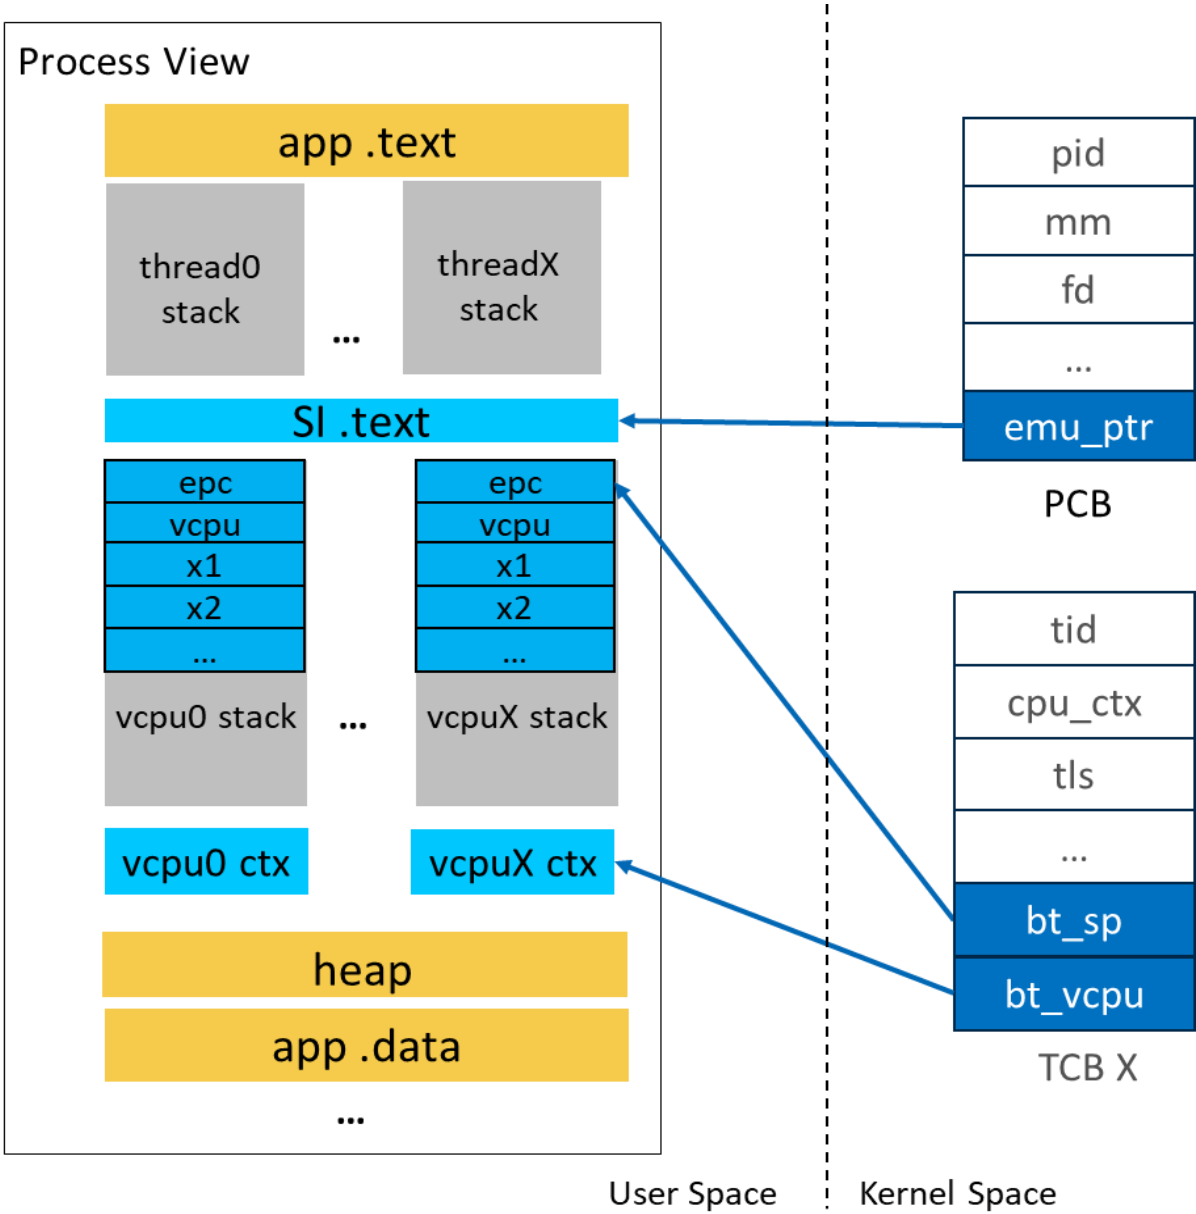 Process View
app .text
thread0
stack
...
threadX
stack
SI .text
epc
vcpu
x1
x2
...
vcpu0 stack
...
epc
vcpu
x1
x2
...
vcpuX stack
vcpu0 ctx
vcpuX ctx
heap
app .data
...
User Space
pid
mm
fd
...
emu_ptr
PCB
tid
cpu_ctx
tls
...
bt_sp
bt_vcpu
TCB X
Kernel Space